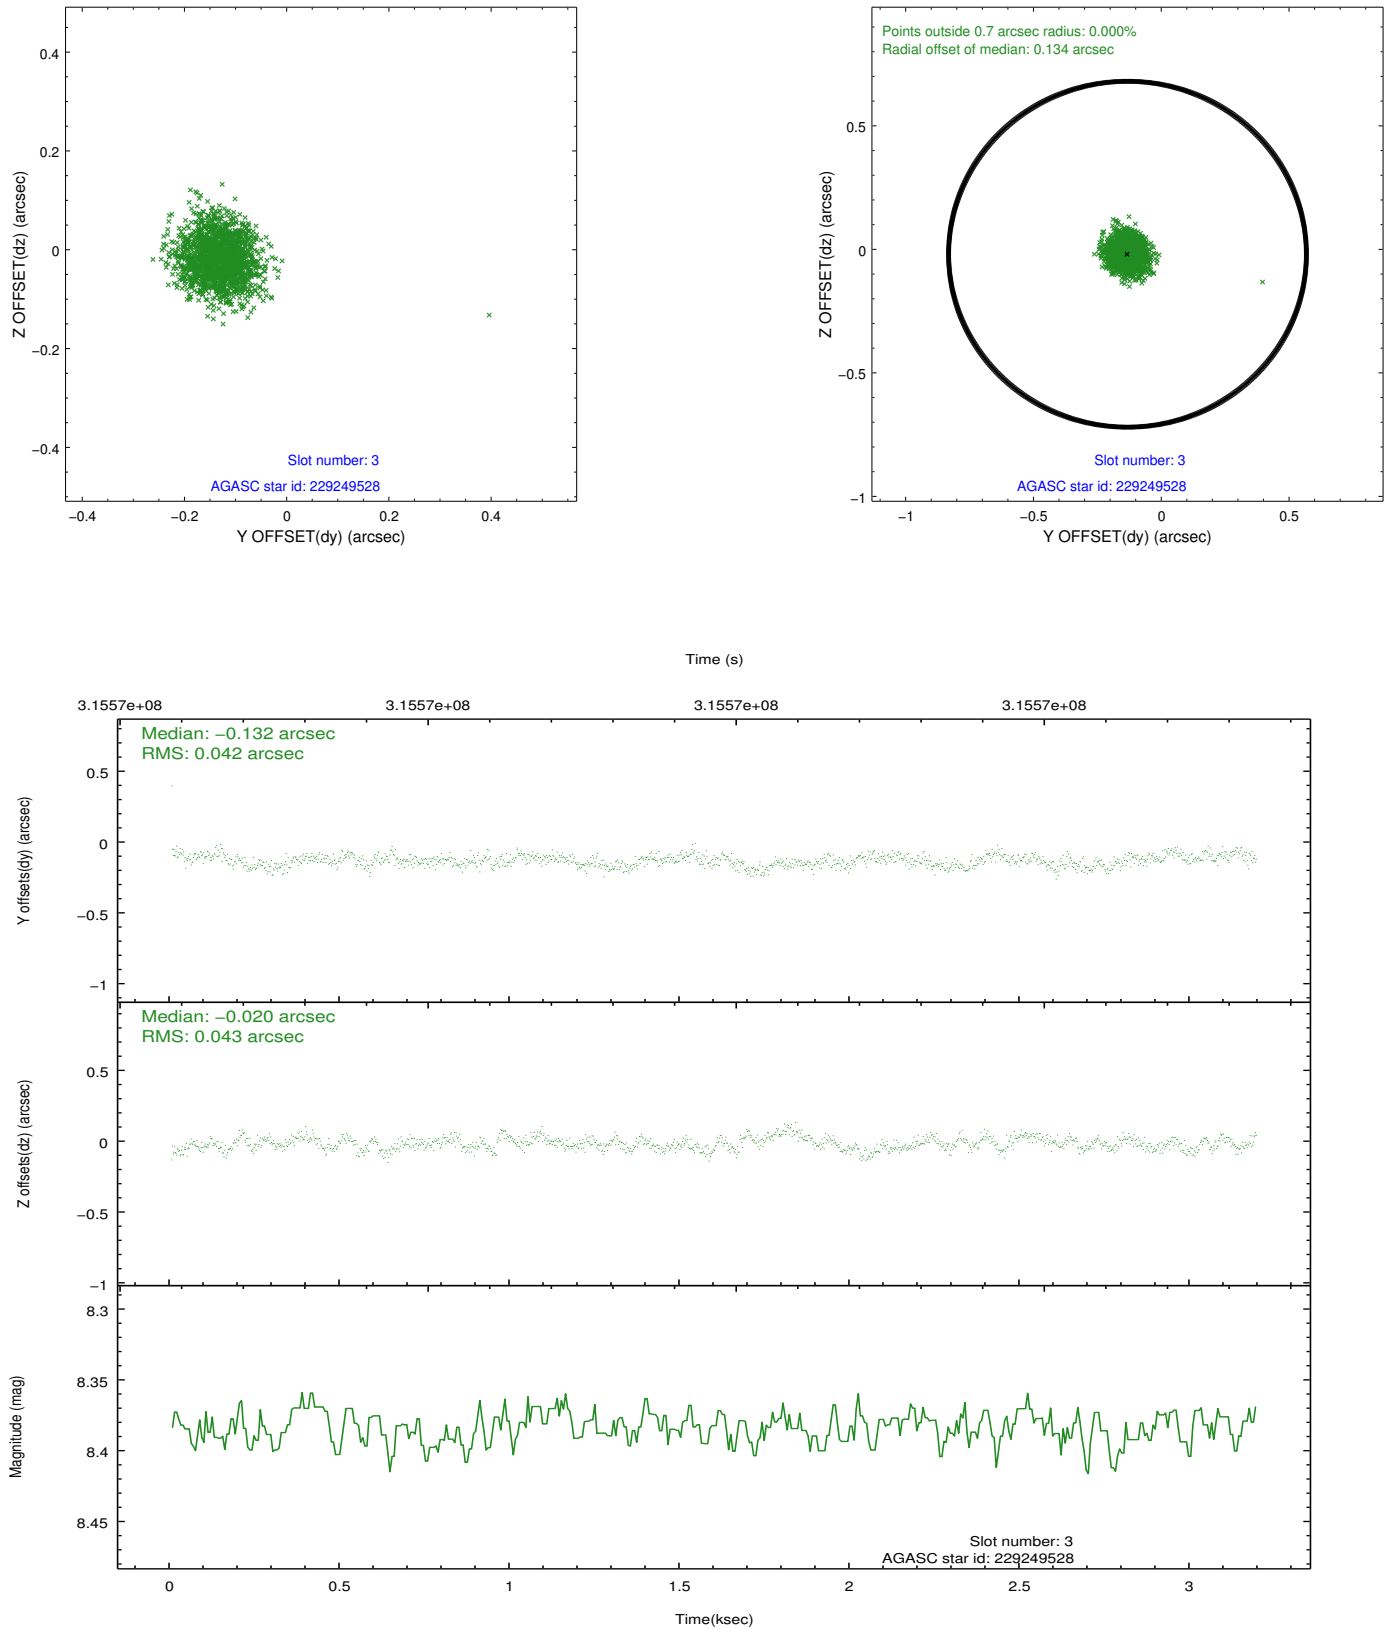 0.4
0.2
0
−0.2
−0.4
Z OFFSET(dz) (arcsec)
Slot number: 3
AGASC star id: 229249528
−0.4
−0.2
0
0.2
0.4
Y OFFSET(dy) (arcsec)
Points outside 0.7 arcsec radius: 0.000%
Radial offset of median: 0.134 arcsec
0.5
0
−0.5
−1
Z OFFSET(dz) (arcsec)
Slot number: 3
AGASC star id: 229249528
−1
−0.5
0
0.5
Y OFFSET(dy) (arcsec)
Time (s)
3.1557e+08
3.1557e+08
3.1557e+08
3.1557e+08
Median: −0.132 arcsec
RMS: 0.042 arcsec
0.5
0
−0.5
−1
Y offsets(dy) (arcsec)
Median: −0.020 arcsec
RMS: 0.043 arcsec
0.5
0
−0.5
−1
Z offsets(dz) (arcsec)
8.3
8.35
8.4
8.45
Magnitude (mag)
Slot number: 3
AGASC star id: 229249528
0
0.5
1
1.5
2
2.5
3
Time(ksec)